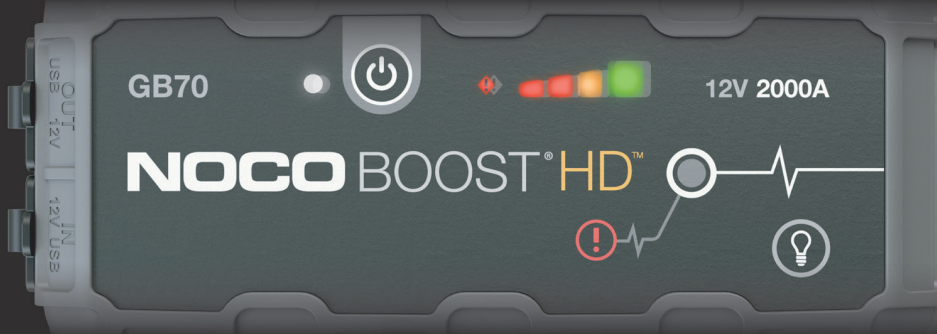 GB70
12V 2000A
NOCO BOOST® HD™
OUT
USB 12V
IN
12V USB